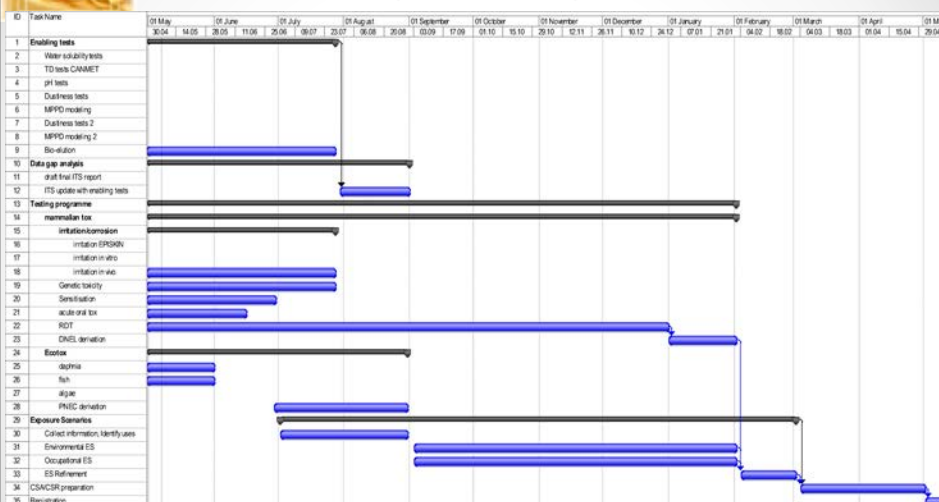 ID Task Name 01 May 01 June 01 July 01 August 01 September 01 October 01 November 01 December 01 January 01 February 01 March 01 April 01 M
30.04 14.05 28.05 11.06 25.06 09.07 23.07 06.08 20.08 03.09 17.09 01.10 15.10 29.10 12.11 26.11 10.12 24.12 07.01 21.01 04.02 18.02 04.03 18.03 01.04 15.04 29.04
1 Enabling tests
2 Water solubility tests
3 TD tests CANMET
4 pH tests
5 Dustiness tests
6 MPPD modeling
7 Dustiness tests 2
8 MPPD modeling 2
9 Bio-elution
10 Data gap analysis
11 draft final ITS report
12 ITS update with enabling tests
13 Testing programme
14 mammalian tox
15 irritation/corrosion
16 irritation EPISKIN
17 irritation in vitro
18 irritation in vivo
19 Genetic toxicity
20 Sensitisation
21 acute oral tox
22 RDT
23 DNEL derivation
24 Ecotox
25 daphnia
26 fish
27 algae
28 PNEC derivation
29 Exposure Scenarios
30 Collect information, Identify uses
31 Environmental ES
32 Occupational ES
33 ES Refinement
34 CSA/CSR preparation
35 Registration